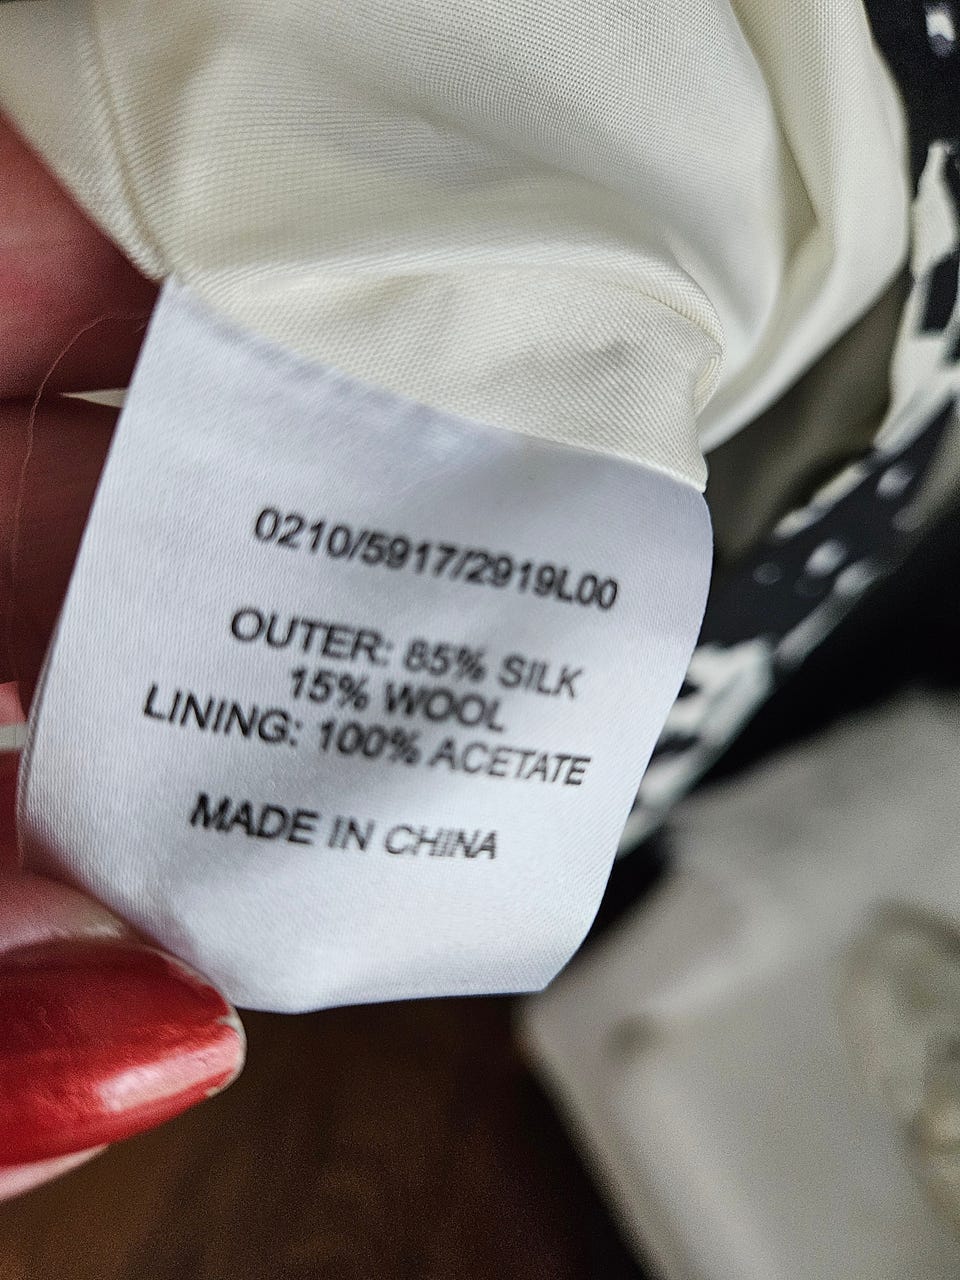 0210/5917/2919L00
OUTER: 85% SILK
15% WOOL
LINING: 100% ACETATE
MADE IN CHINA